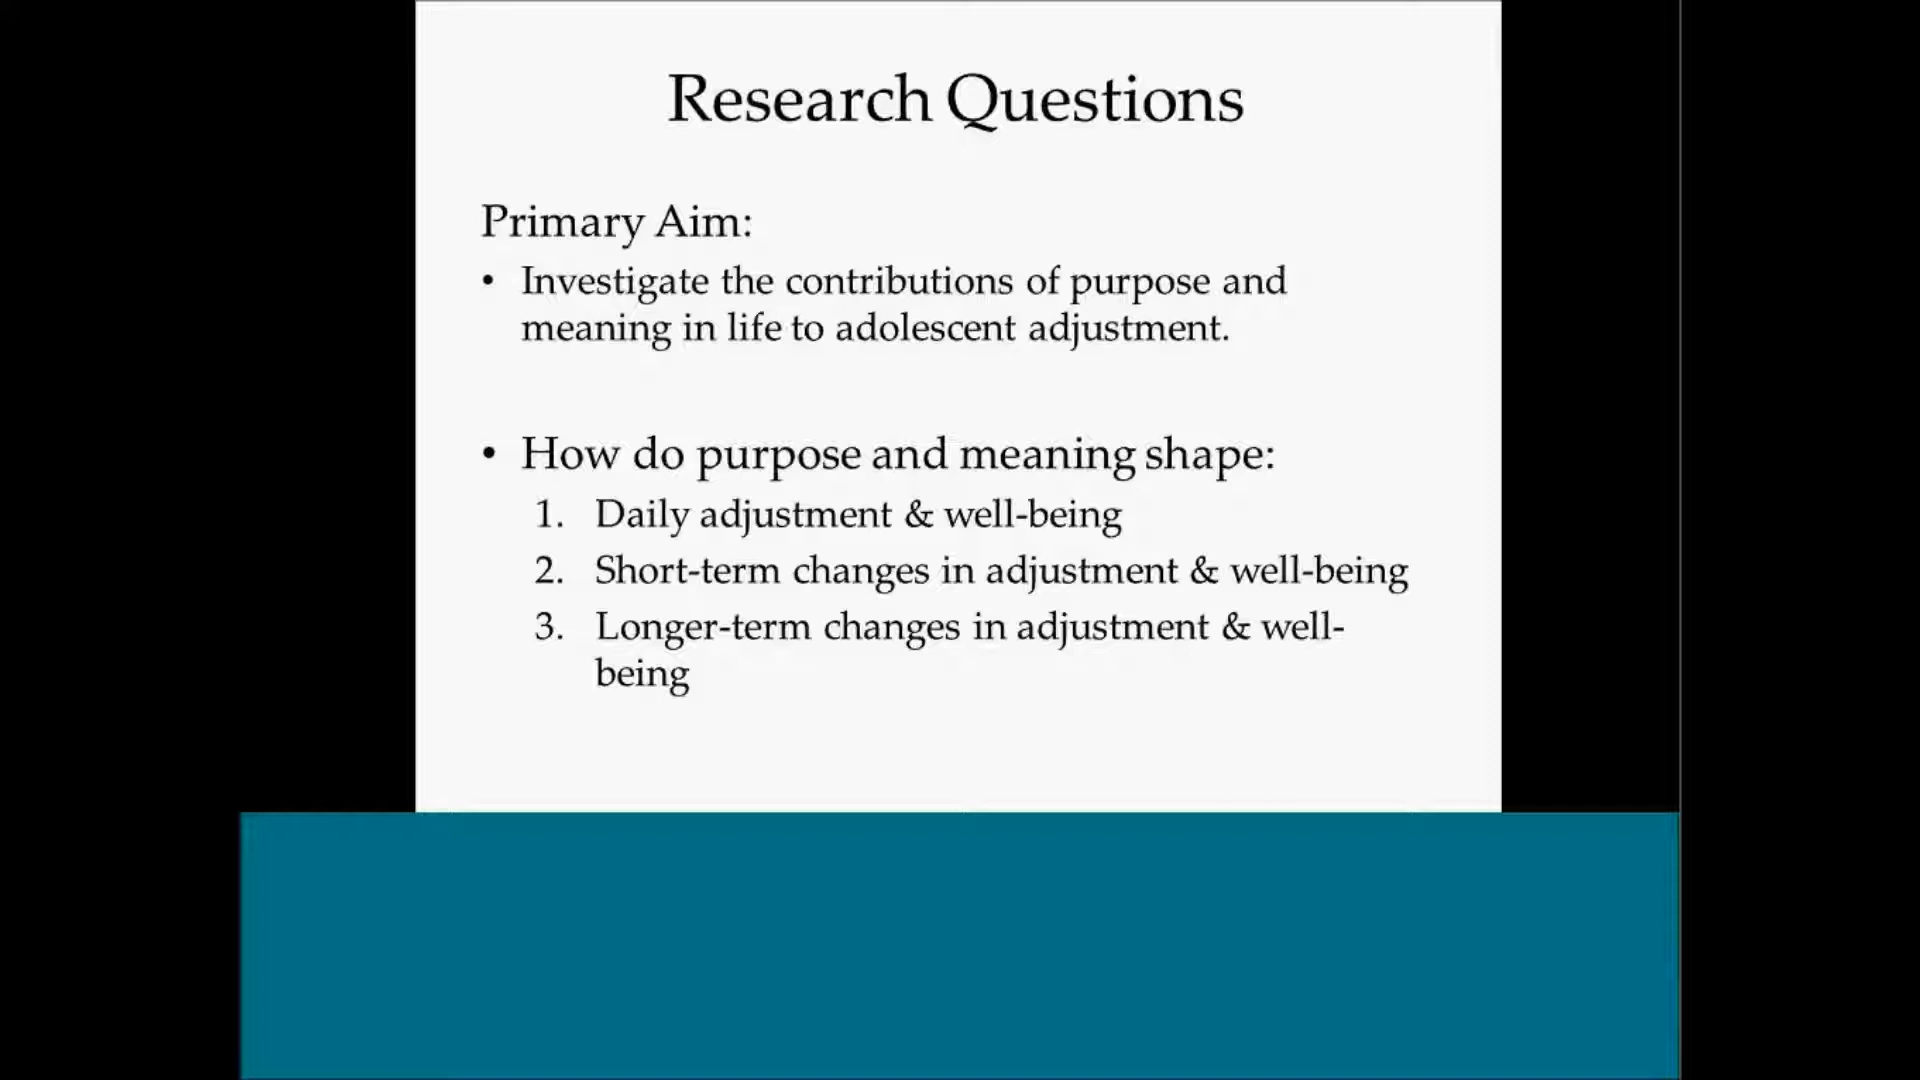 Research Questions
Primary Aim:
• Investigate the contributions of purpose and
meaning in life to adolescent adjustment.
• How do purpose and meaning shape:
1. Daily adjustment & well-being
2. Short-term changes in adjustment & well-being
3. Longer-term changes in adjustment & well-
being